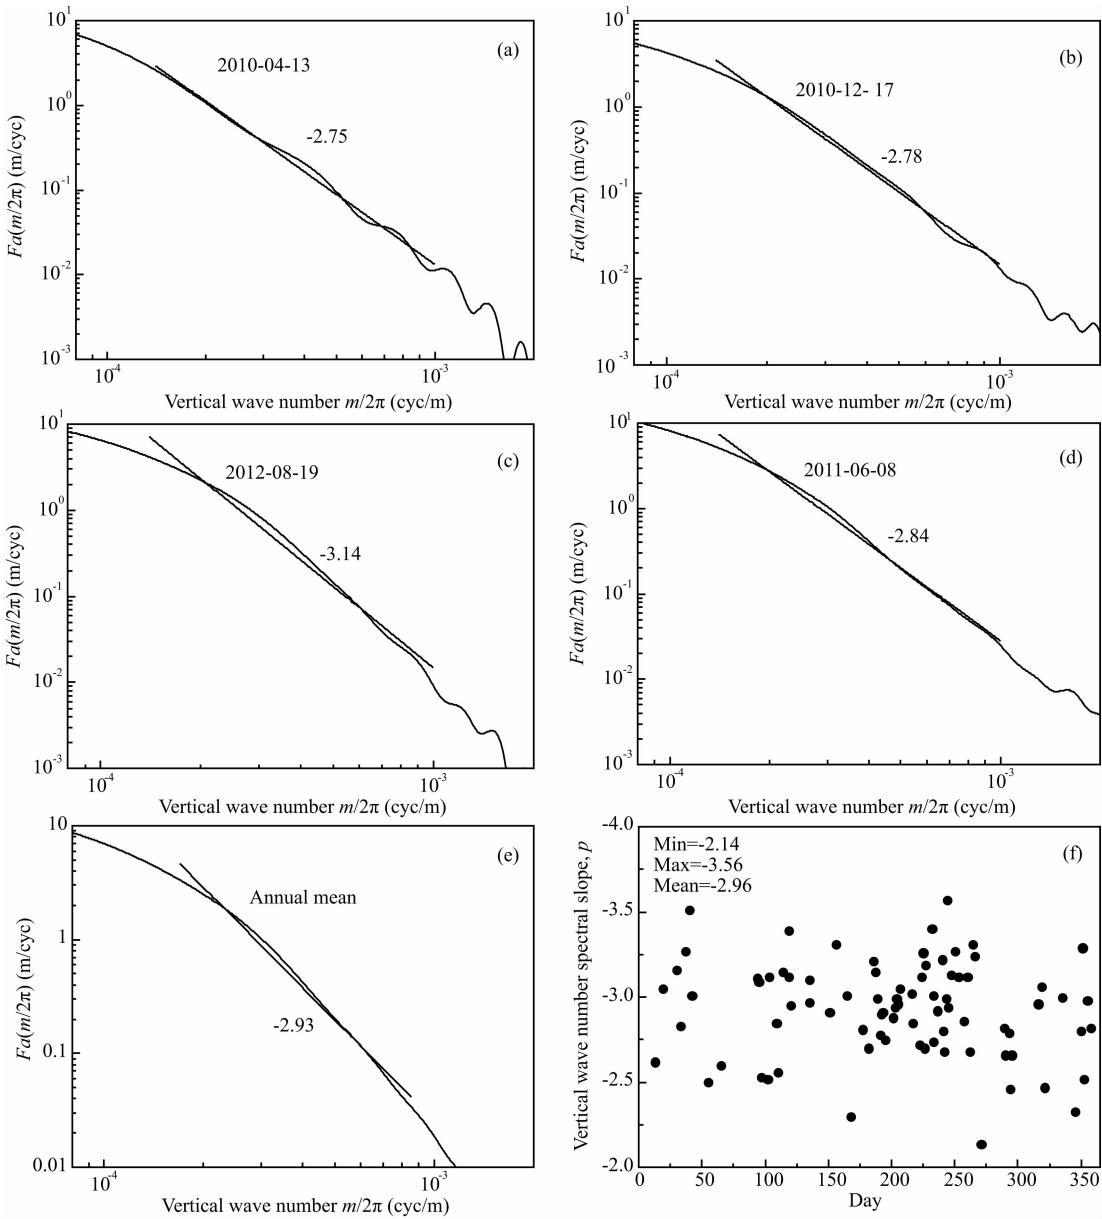 (a)
2010-04-13
-2.75
10^1
10^0
10^-1
10^-2
10^-3
Fa(m/2π) (m/cyc)
10^-4
10^-3
Vertical wave number m/2π (cyc/m)
(b)
2010-12- 17
-2.78
10^1
10^0
10^-1
10^-2
10^-3
Fa(m/2π) (m/cyc)
10^-4
10^-3
Vertical wave number m/2π (cyc/m)
(c)
2012-08-19
-3.14
10^1
10^0
10^-1
10^-2
10^-3
Fa(m/2π) (m/cyc)
10^-4
10^-3
Vertical wave number m/2π (cyc/m)
(d)
2011-06-08
-2.84
10^1
10^0
10^-1
10^-2
10^-3
Fa(m/2π) (m/cyc)
10^-4
10^-3
Vertical wave number m/2π (cyc/m)
(e)
Annual mean
-2.93
10
1
0.1
0.01
Fa(m/2π) (m/cyc)
10^-4
10^-3
Vertical wave number m/2π (cyc/m)
(f)
Min=-2.14
Max=-3.56
Mean=-2.96
-4.0
-3.5
-3.0
-2.5
-2.0
Vertical wave number spectral slope, p
0 50 100 150 200 250 300 350
Day